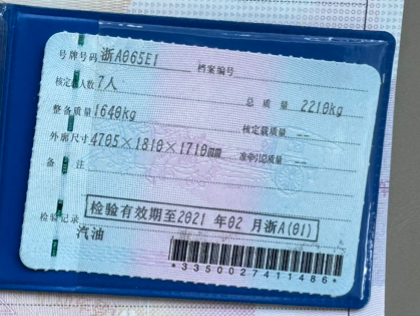 号牌号码 浙A065E1 档案编号
核定载人数 7人 总质量 2210kg
整备质量 1640kg 核定载质量 --
外廓尺寸 4705×1810×1710mm 准牵引总质量 --
备注
检验记录 检验有效期至2021年02月浙A(01)
汽油
*3350027411486*